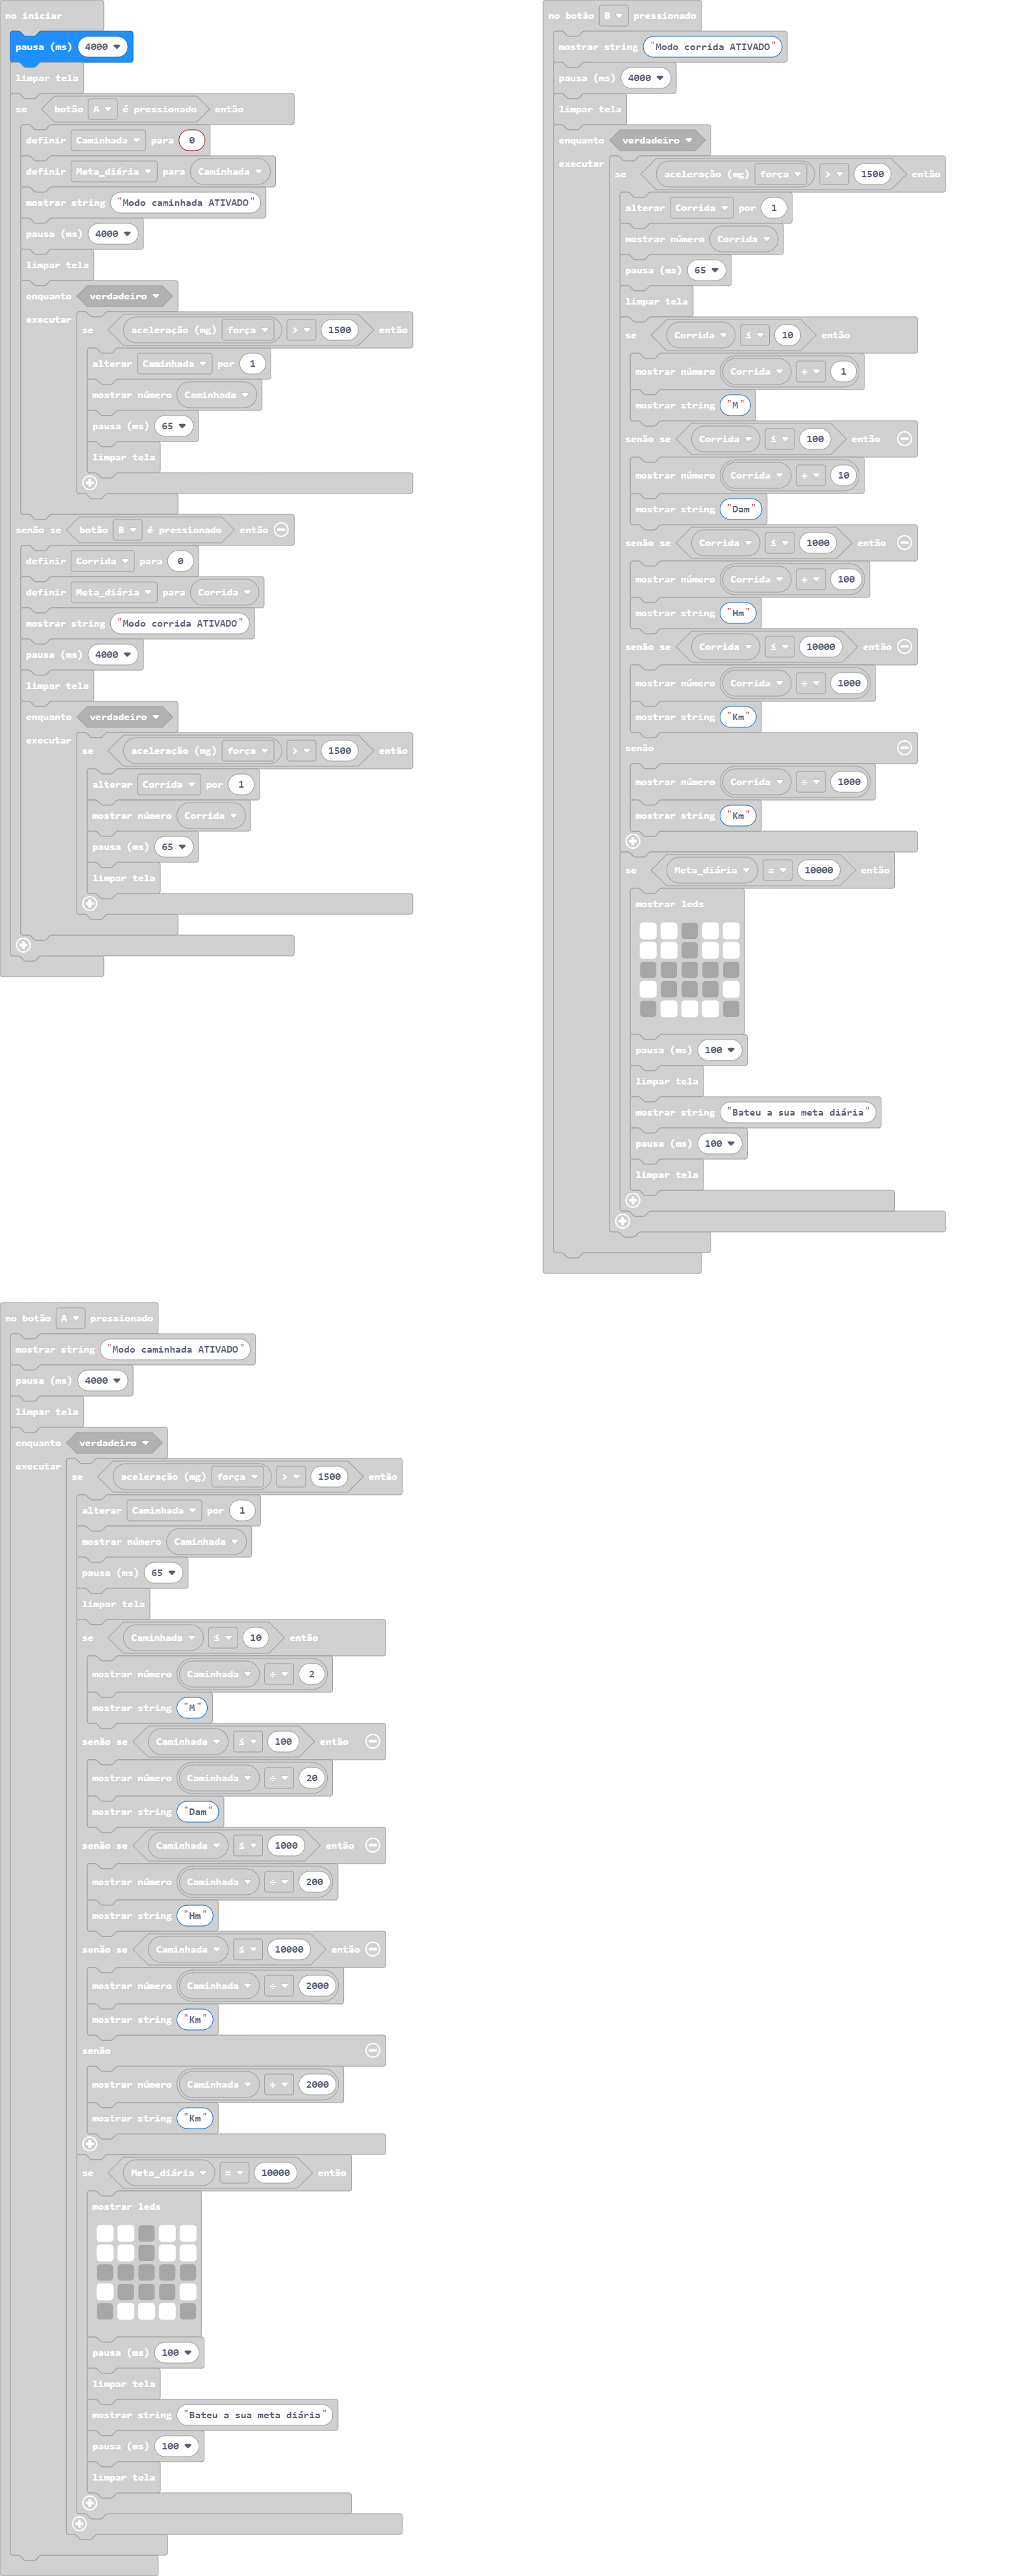 no iniciar
pausa (ms) 4000
limpar tela
se botão A é pressionado então
definir Caminhada para 0
definir Meta_diária para Caminhada
mostrar string "Modo caminhada ATIVADO"
pausa (ms) 4000
limpar tela
enquanto verdadeiro
executar se aceleração (mg) força > 1500 então
alterar Caminhada por 1
mostrar número Caminhada
pausa (ms) 65
limpar tela
senão se botão B é pressionado então
definir Corrida para 0
definir Meta_diária para Corrida
mostrar string "Modo corrida ATIVADO"
pausa (ms) 4000
limpar tela
enquanto verdadeiro
executar se aceleração (mg) força > 1500 então
alterar Corrida por 1
mostrar número Corrida
pausa (ms) 65
limpar tela
no botão B pressionado
mostrar string "Modo corrida ATIVADO"
pausa (ms) 4000
limpar tela
enquanto verdadeiro
executar se aceleração (mg) força > 1500 então
alterar Corrida por 1
mostrar número Corrida
pausa (ms) 65
limpar tela
se Corrida ≤ 10 então
mostrar número Corrida ÷ 1
mostrar string "M"
senão se Corrida ≤ 100 então
mostrar número Corrida ÷ 10
mostrar string "Dam"
senão se Corrida ≤ 1000 então
mostrar número Corrida ÷ 100
mostrar string "Hm"
senão se Corrida ≤ 10000 então
mostrar número Corrida ÷ 1000
mostrar string "Km"
senão
mostrar número Corrida ÷ 1000
mostrar string "Km"
se Meta_diária = 10000 então
mostrar leds
pausa (ms) 100
limpar tela
mostrar string "Bateu a sua meta diária"
pausa (ms) 100
limpar tela
no botão A pressionado
mostrar string "Modo caminhada ATIVADO"
pausa (ms) 4000
limpar tela
enquanto verdadeiro
executar se aceleração (mg) força > 1500 então
alterar Caminhada por 1
mostrar número Caminhada
pausa (ms) 65
limpar tela
se Caminhada ≤ 10 então
mostrar número Caminhada ÷ 2
mostrar string "M"
senão se Caminhada ≤ 100 então
mostrar número Caminhada ÷ 20
mostrar string "Dam"
senão se Caminhada ≤ 1000 então
mostrar número Caminhada ÷ 200
mostrar string "Hm"
senão se Caminhada ≤ 10000 então
mostrar número Caminhada ÷ 2000
mostrar string "Km"
senão
mostrar número Caminhada ÷ 2000
mostrar string "Km"
se Meta_diária = 10000 então
mostrar leds
pausa (ms) 100
limpar tela
mostrar string "Bateu a sua meta diária"
pausa (ms) 100
limpar tela